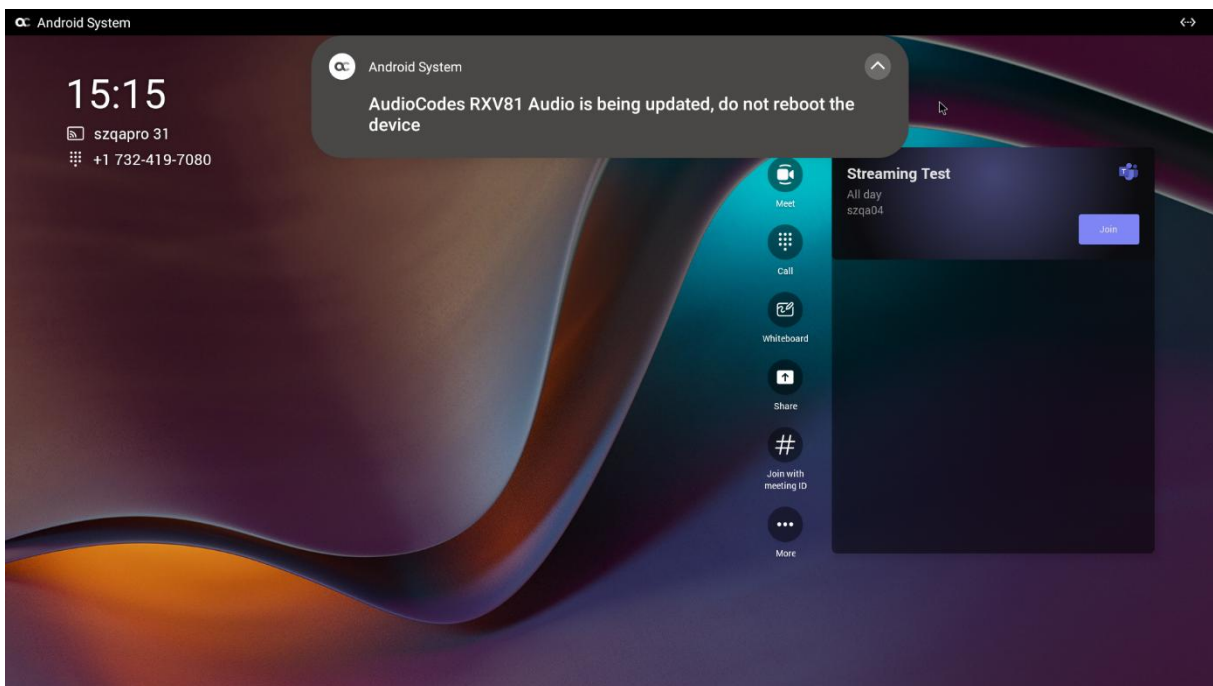 Android System
Android System
AudioCodes RXV81 Audio is being updated, do not reboot the
device
15:15
szqapro 31
+1 732-419-7080
Meet
Call
Whiteboard
Share
Join with
meeting ID
More
Streaming Test
All day
szqa04
Join